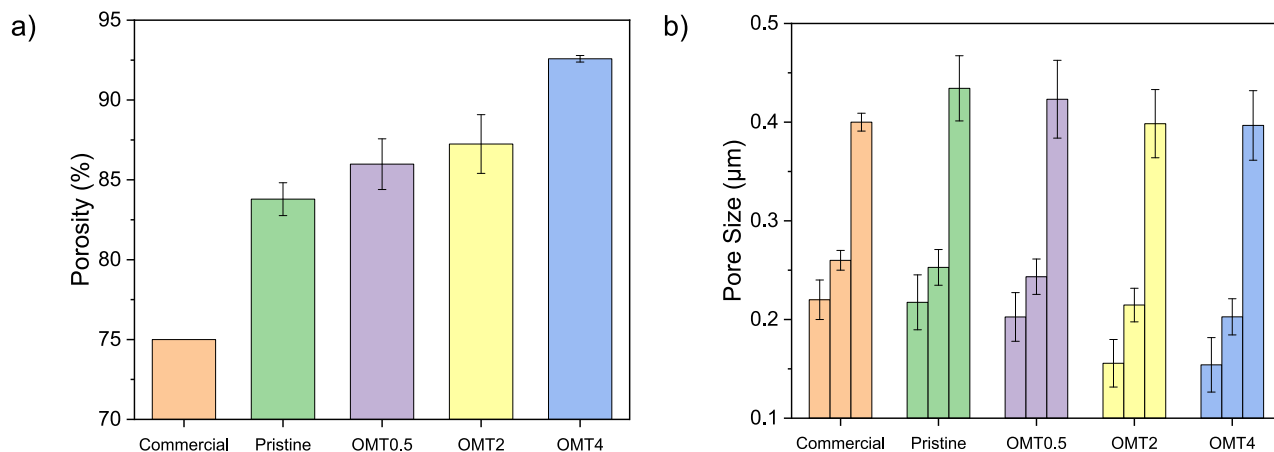 a)
Porosity (%)
95
90
85
80
75
70
Commercial Pristine OMT0.5 OMT2 OMT4
b)
Pore Size (μm)
0.5
0.4
0.3
0.2
0.1
Commercial Pristine OMT0.5 OMT2 OMT4